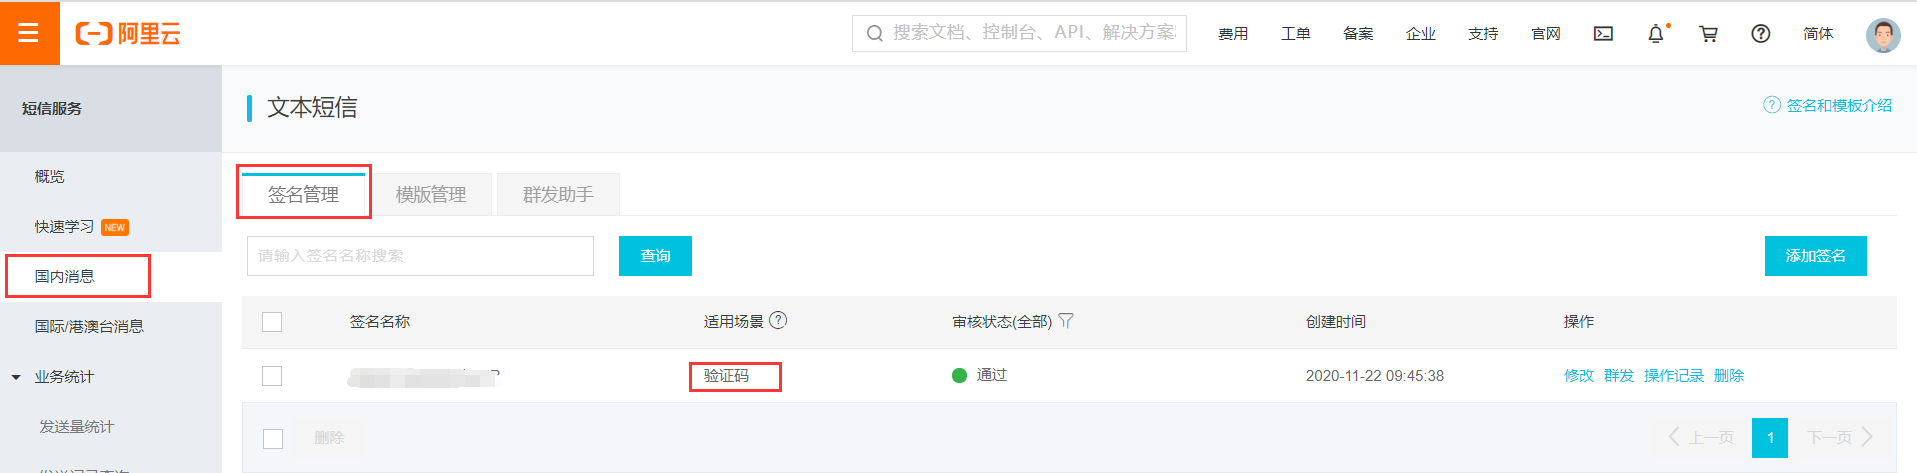 阿里云
搜索文档、控制台、API、解决方案
费用 工单 备案 企业 支持 官网 简体
短信服务
文本短信
签名和模板介绍
概览
快速学习 NEW
国内消息
国际/港澳台消息
业务统计
发送量统计
签名管理 模版管理 群发助手
请输入签名名称搜索 查询 添加签名
签名名称 适用场景 审核状态(全部) 创建时间 操作
验证码 通过 2020-11-22 09:45:38 修改 群发 操作记录 删除
删除 上一页 1 下一页